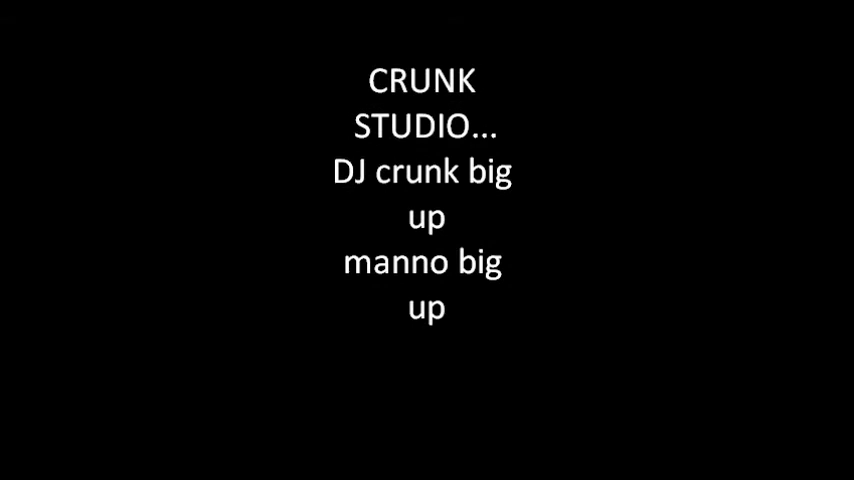 CRUNK
STUDIO...
DJ crunk big
up
manno big
up